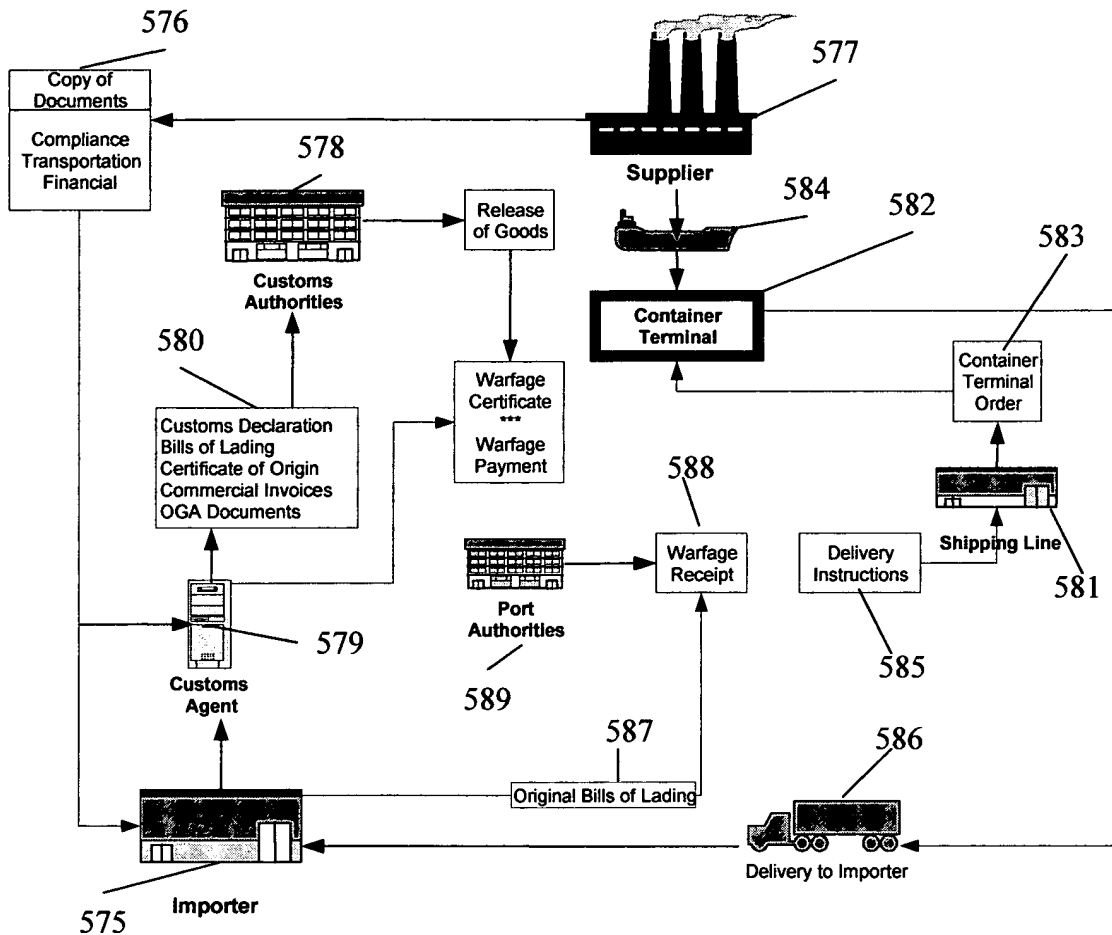 576
Copy of
Documents
Compliance
Transportation
Financial
577
Supplier
578
Customs
Authorities
Release
of Goods
584
582
583
Container
Terminal
Container
Terminal
Order
580
Customs Declaration
Bills of Lading
Certificate of Origin
Commercial Invoices
OGA Documents
Warfage
Certificate
***
Warfage
Payment
588
Warfage
Receipt
Port
Authorities
589
Delivery
Instructions
585
Shipping Line
581
579
Customs
Agent
587
Original Bills of Lading
586
Delivery to Importer
Importer
575